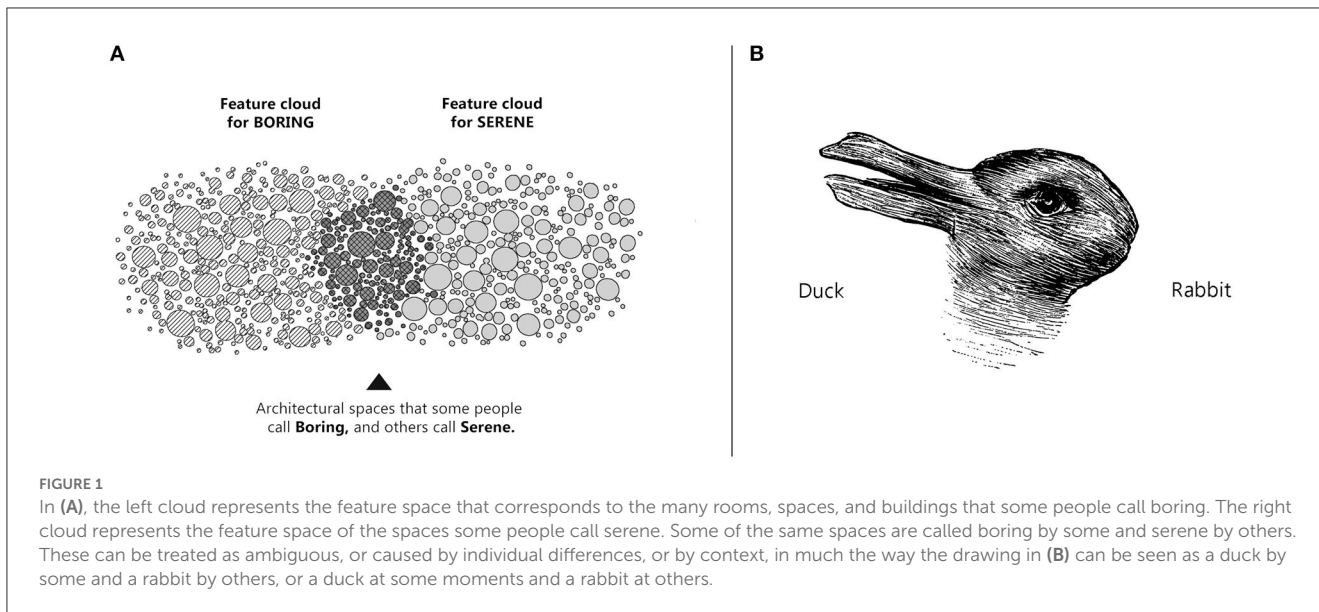 A
Feature cloud
for BORING
Feature cloud
for SERENE
Architectural spaces that some people
call Boring, and others call Serene.
B
Duck
Rabbit
FIGURE 1
In (A), the left cloud represents the feature space that corresponds to the many rooms, spaces, and buildings that some people call boring. The right
cloud represents the feature space of the spaces some people call serene. Some of the same spaces are called boring by some and serene by others.
These can be treated as ambiguous, or caused by individual differences, or by context, in much the way the drawing in (B) can be seen as a duck by
some and a rabbit by others, or a duck at some moments and a rabbit at others.